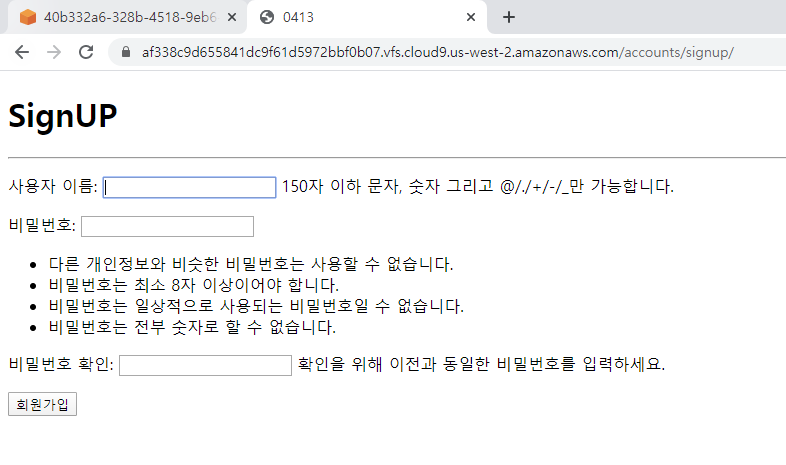 40b332a6-328b-4518-9eb6
0413
af338c9d655841dc9f61d5972bbf0b07.vfs.cloud9.us-west-2.amazonaws.com/accounts/signup/
SignUP
사용자 이름: 150자 이하 문자, 숫자 그리고 @/./+/-/_만 가능합니다.
비밀번호:
다른 개인정보와 비슷한 비밀번호는 사용할 수 없습니다.
비밀번호는 최소 8자 이상이어야 합니다.
비밀번호는 일상적으로 사용되는 비밀번호일 수 없습니다.
비밀번호는 전부 숫자로 할 수 없습니다.
비밀번호 확인: 확인을 위해 이전과 동일한 비밀번호를 입력하세요.
회원가입